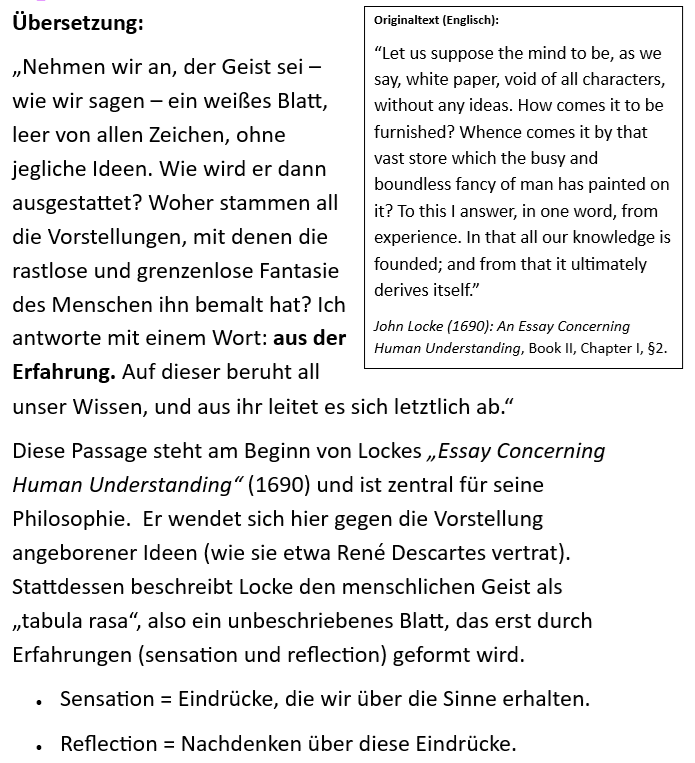 Übersetzung:
„Nehmen wir an, der Geist sei –
wie wir sagen – ein weißes Blatt,
leer von allen Zeichen, ohne
jegliche Ideen. Wie wird er dann
ausgestattet? Woher stammen all
die Vorstellungen, mit denen die
rastlose und grenzenlose Fantasie
des Menschen ihn bemalt hat? Ich
antworte mit einem Wort: aus der
Erfahrung. Auf dieser beruht all
unser Wissen, und aus ihr leitet es sich letztlich ab.“
Originaltext (Englisch):
“Let us suppose the mind to be, as we
say, white paper, void of all characters,
without any ideas. How comes it to be
furnished? Whence comes it by that
vast store which the busy and
boundless fancy of man has painted on
it? To this I answer, in one word, from
experience. In that all our knowledge is
founded; and from that it ultimately
derives itself.”
John Locke (1690): An Essay Concerning
Human Understanding, Book II, Chapter I, §2.
Diese Passage steht am Beginn von Lockes „Essay Concerning
Human Understanding“ (1690) und ist zentral für seine
Philosophie.  Er wendet sich hier gegen die Vorstellung
angeborener Ideen (wie sie etwa René Descartes vertrat).
Stattdessen beschreibt Locke den menschlichen Geist als
„tabula rasa“, also ein unbeschriebenes Blatt, das erst durch
Erfahrungen (sensation und reflection) geformt wird.
• Sensation = Eindrücke, die wir über die Sinne erhalten.
• Reflection = Nachdenken über diese Eindrücke.